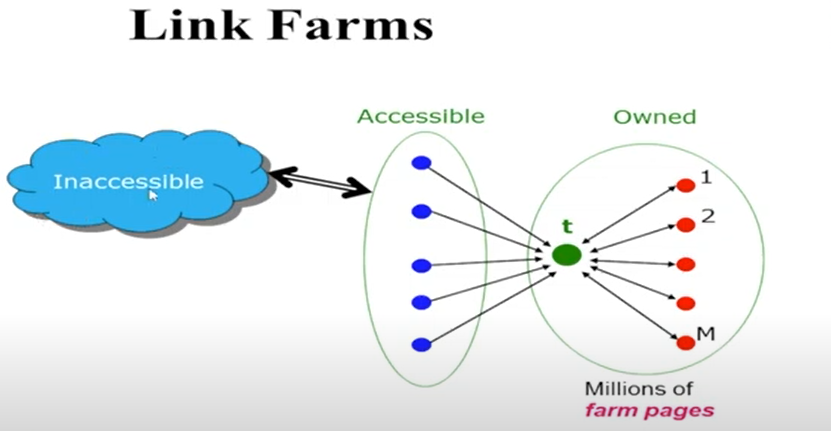 Link Farms
Accessible
Owned
Inaccessible
1
t
2
M
Millions of
farm pages